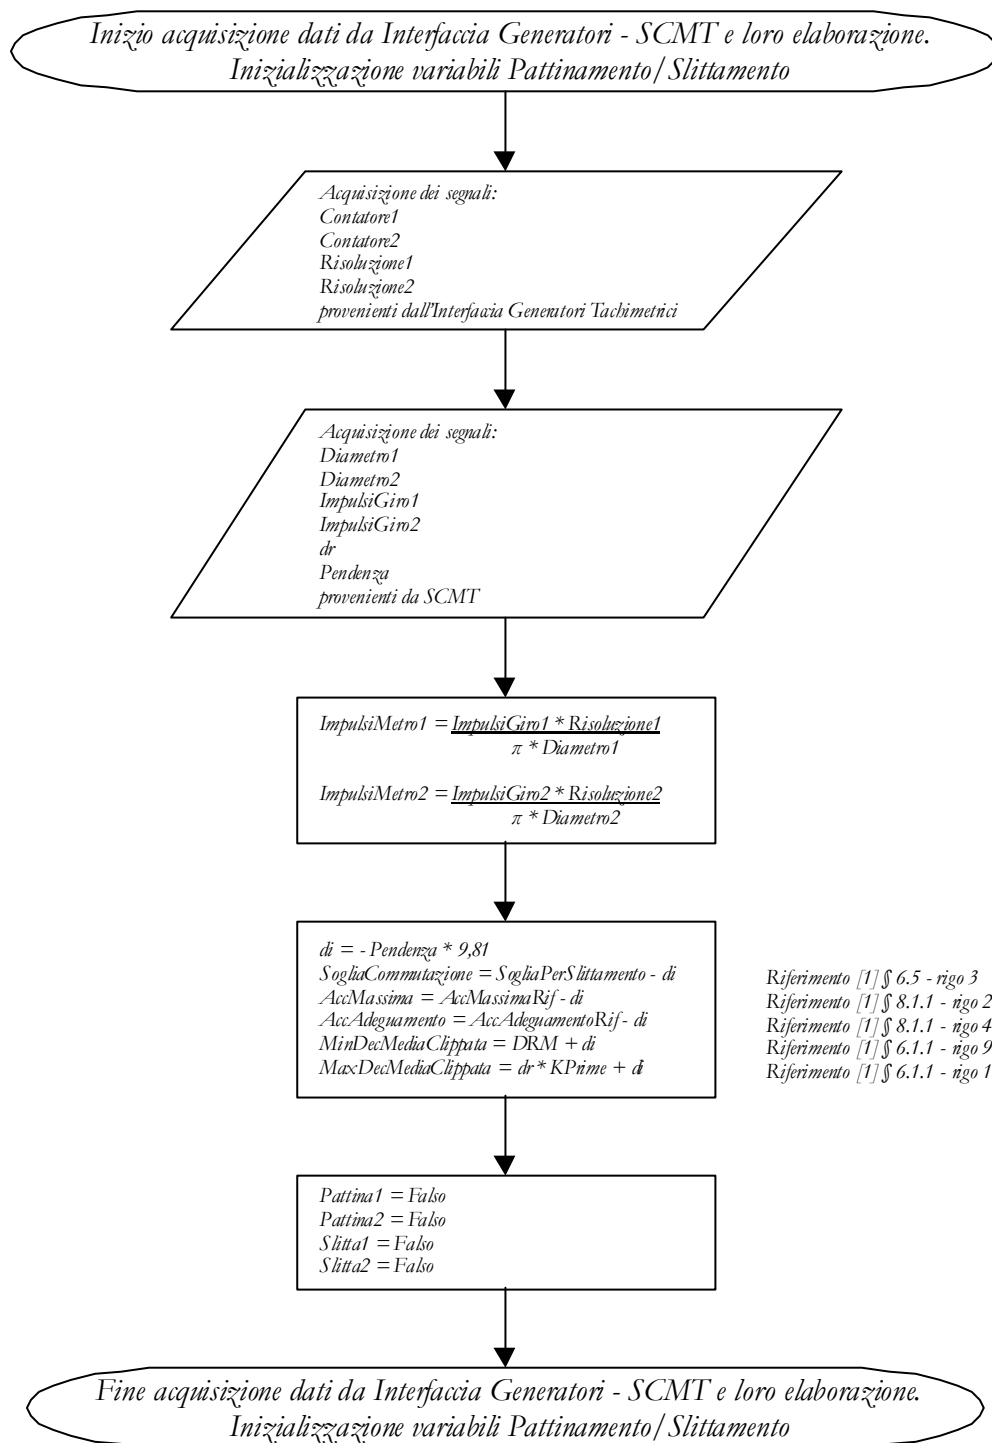 Inizio acquisizione dati da Interfaccia Generatori - SCMT e loro elaborazione.
Inizializzazione variabili Pattinamento/Slittamento
Acquisizione dei segnali:
Contatore1
Contatore2
Risoluzione1
Risoluzione2
provenienti dall'Interfaccia Generatori Tachimetrici
Acquisizione dei segnali:
Diametro1
Diametro2
ImpulsiGiro1
ImpulsiGiro2
dr
Pendenza
provenienti da SCMT
ImpulsiMetro1 = ImpulsiGiro1 * Risoluzione1
π * Diametro1
ImpulsiMetro2 = ImpulsiGiro2 * Risoluzione2
π * Diametro2
di = - Pendenza * 9,81
SogliaCommutazione = SogliaPerSlittamento - di
AccMassima = AccMassimaRif - di
AccAdeguamento = AccAdeguamentoRif - di
MinDecMediaClippata = DRM + di
MaxDecMediaClippata = dr * KPrime + di
Riferimento [1] § 6.5 - rigo 3
Riferimento [1] § 8.1.1 - rigo 2
Riferimento [1] § 8.1.1 - rigo 4
Riferimento [1] § 6.1.1 - rigo 9
Riferimento [1] § 6.1.1 - rigo 1
Pattina1 = Falso
Pattina2 = Falso
Slitta1 = Falso
Slitta2 = Falso
Fine acquisizione dati da Interfaccia Generatori - SCMT e loro elaborazione.
Inizializzazione variabili Pattinamento/Slittamento